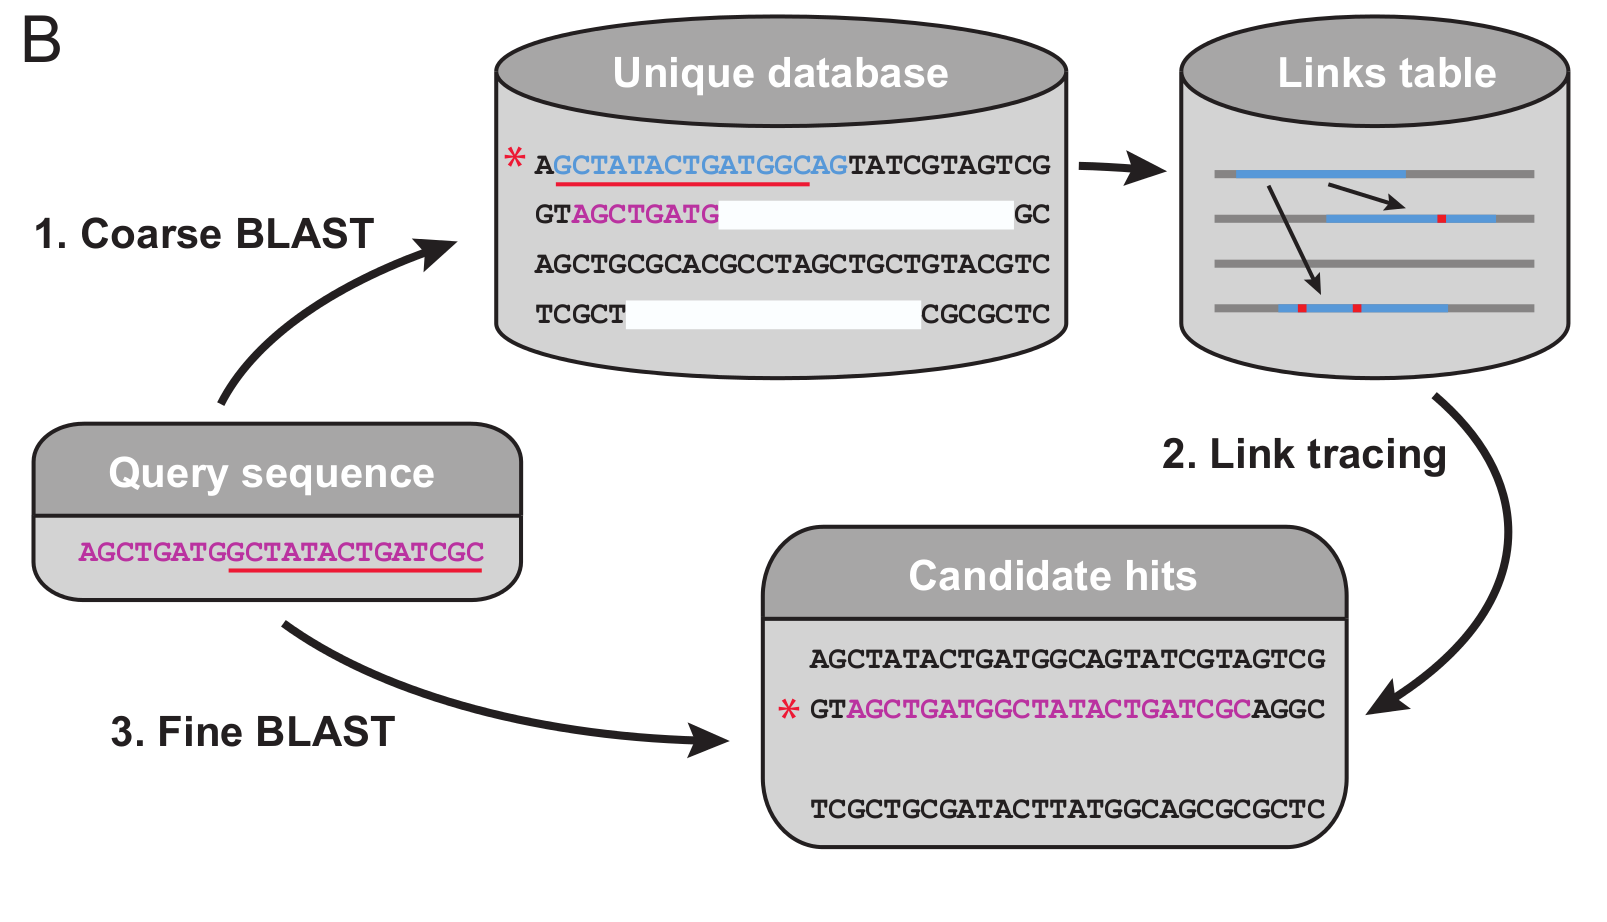 B
Unique database
* AGCTATACTGATGGCAGTATCGTAGTCG
GTAGCTGATG GC
AGCTGCGCACGCCTAGCTGCTGTACGTC
TCGCT CGCGCTC
Links table
1. Coarse BLAST
Query sequence
AGCTGATGGCTATACTGATCGC
2. Link tracing
3. Fine BLAST
Candidate hits
AGCTATACTGATGGCAGTATCGTAGTCG
* GTAGCTGATGGCTATACTGATCGCAGGC
TCGCTGCGATACTTATGGCAGCGCGCTC